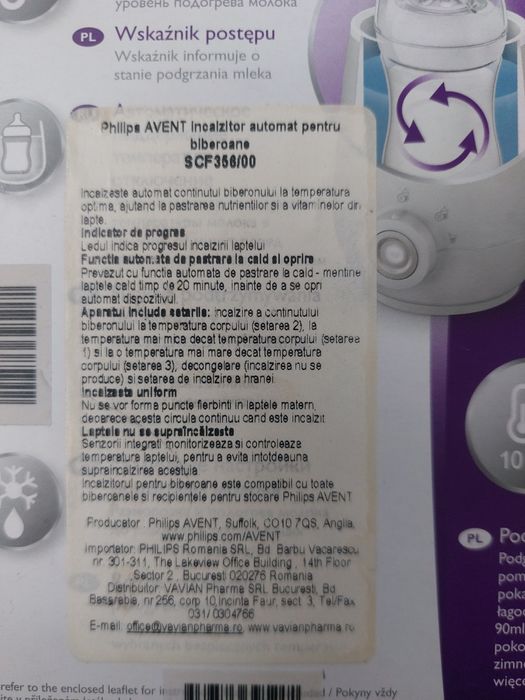 уровень подогрева молока
PL Wskaźnik postępu
Wskaźnik informuje o
stanie podgrzania mleka
Philips AVENT Incalzitor automat pentru
biberoane
SCF356/00
Incalzeste automat continutul biberonului la temperatura
optima, ajutand la pastrarea nutrientilor si a vitaminelor din
lapte.
Indicator de progres
Ledul indica progresul incalzirii laptelui
Functie automata de pastrare la cald si oprire
Prevazut cu functia automata de pastrare la cald - mentine
laptele cald timp de 20 minute, inainte de a se opri
automat dispozitivul.
Aparatul include setarile: incalzire a continutului
biberonului la temperatura corpului (setarea 2), la
temperatura mai mica decat temperatura corpului (setarea
1) si la o temperatura mai mare decat temperatura
corpului (setarea 3), decongelare (incalzirea nu se
produce) si setarea de incalzire a hranei
Incalzeste uniform
Nu se vor forma puncte fierbinti in laptele matern,
deoarece acesta circula continuu cand este incalzit
Laptele nu se supraîncălzeste
Senzorii integrati monitorizeaza si controleaza
temperatura laptelui, pentru a evita intotdeauna
supraincalzirea acestuia
Incalzitorul pentru biberoane este compatibil cu toate
biberoanele si recipientele pentru stocare Philips AVENT
Producator: Philips AVENT, Suffolk, CO10 7QS, Anglia,
www.philips.com/AVENT
Importator: PHILIPS Romania SRL, Bd. Barbu Vacarescu,
nr. 301-311, The Lakeview Office Building , 14th Floor
,Sector 2 , Bucuresti 020276 Romania
Distribuitor: VAVIAN Pharma SRL Bucuresti, Bd.
Basarabia, nr 256, corp 10,incinta Faur, sect 3, Tel/Fax
031/ 0304766
E-mail: office@vavianpharma.ro, www.vavianpharma.ro
10
PL
90ml
refer to the enclosed leaflet for
/ Pokyny vždy